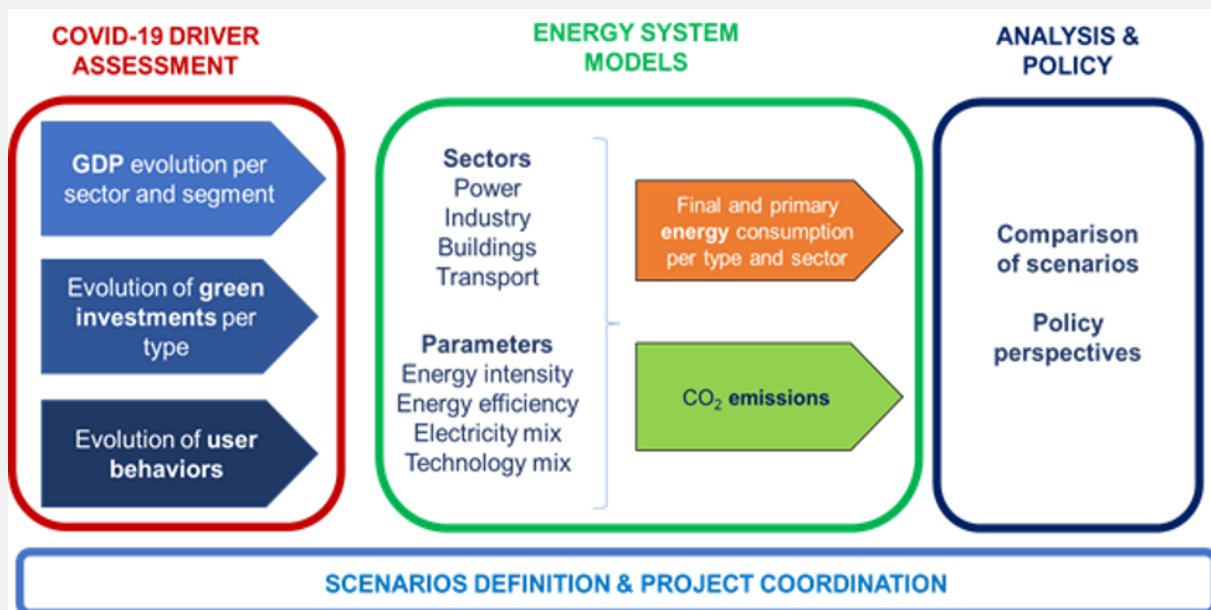 COVID-19 DRIVER
ASSESSMENT
GDP evolution per
sector and segment
Evolution of green
investments per
type
Evolution of user
behaviors
ENERGY SYSTEM
MODELS
Sectors
Power
Industry
Buildings
Transport
Parameters
Energy intensity
Energy efficiency
Electricity mix
Technology mix
Final and primary
energy consumption
per type and sector
CO₂ emissions
ANALYSIS &
POLICY
Comparison
of scenarios
Policy
perspectives
SCENARIOS DEFINITION & PROJECT COORDINATION